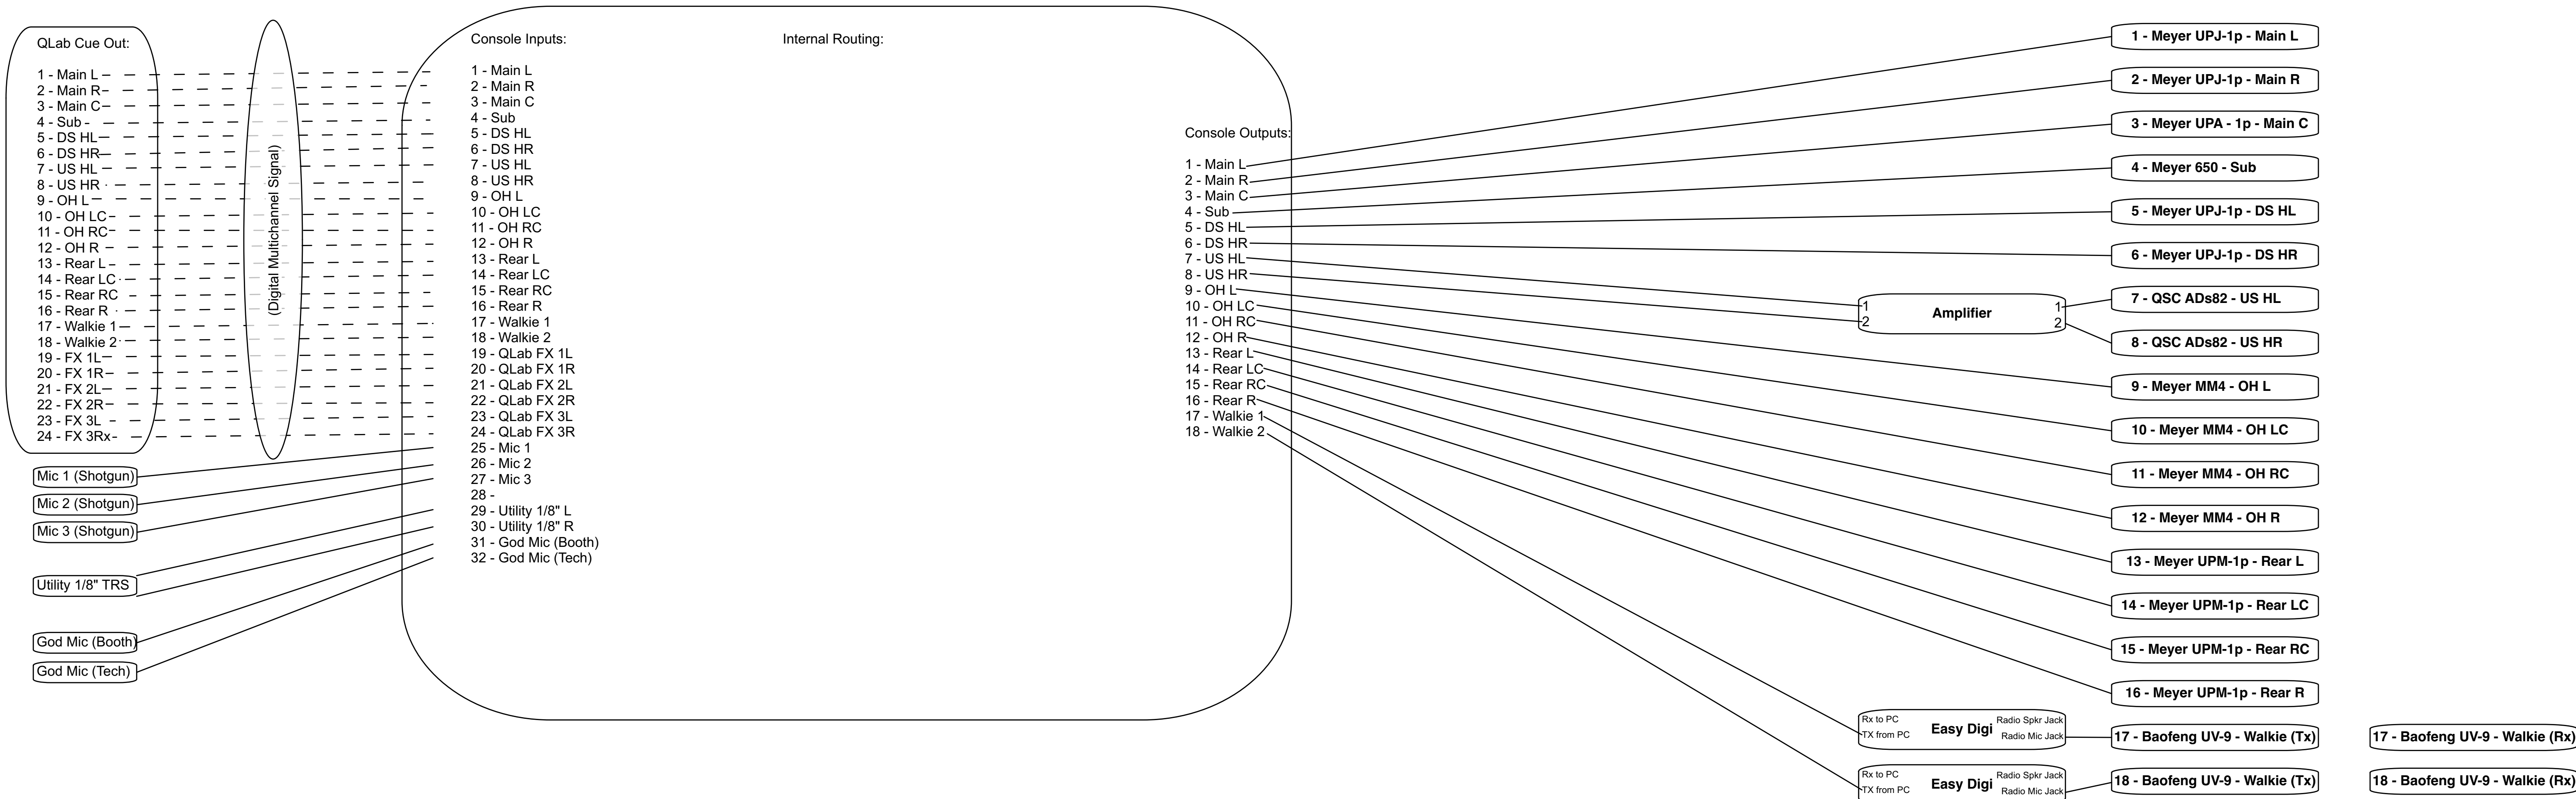 QLab Cue Out:
1 - Main L
2 - Main R
3 - Main C
4 - Sub
5 - DS HL
6 - DS HR
7 - US HL
8 - US HR
9 - OH L
10 - OH LC
11 - OH RC
12 - OH R
13 - Rear L
14 - Rear LC
15 - Rear RC
16 - Rear R
17 - Walkie 1
18 - Walkie 2
19 - FX 1L
20 - FX 1R
21 - FX 2L
22 - FX 2R
23 - FX 3L
24 - FX 3Rx
Mic 1 (Shotgun)
Mic 2 (Shotgun)
Mic 3 (Shotgun)
Utility 1/8" TRS
God Mic (Booth)
God Mic (Tech)
(Digital Multichannel Signal)
Console Inputs:
1 - Main L
2 - Main R
3 - Main C
4 - Sub
5 - DS HL
6 - DS HR
7 - US HL
8 - US HR
9 - OH L
10 - OH LC
11 - OH RC
12 - OH R
13 - Rear L
14 - Rear LC
15 - Rear RC
16 - Rear R
17 - Walkie 1
18 - Walkie 2
19 - QLab FX 1L
20 - QLab FX 1R
21 - QLab FX 2L
22 - QLab FX 2R
23 - QLab FX 3L
24 - QLab FX 3R
25 - Mic 1
26 - Mic 2
27 - Mic 3
28 -
29 - Utility 1/8" L
30 - Utility 1/8" R
31 - God Mic (Booth)
32 - God Mic (Tech)
Internal Routing:
Console Outputs:
1 - Main L
2 - Main R
3 - Main C
4 - Sub
5 - DS HL
6 - DS HR
7 - US HL
8 - US HR
9 - OH L
10 - OH LC
11 - OH RC
12 - OH R
13 - Rear L
14 - Rear LC
15 - Rear RC
16 - Rear R
17 - Walkie 1
18 - Walkie 2
1
2
Amplifier
1
2
Rx to PC
TX from PC
Easy Digi
Radio Spkr Jack
Radio Mic Jack
Rx to PC
TX from PC
Easy Digi
Radio Spkr Jack
Radio Mic Jack
1 - Meyer UPJ-1p - Main L
2 - Meyer UPJ-1p - Main R
3 - Meyer UPA - 1p - Main C
4 - Meyer 650 - Sub
5 - Meyer UPJ-1p - DS HL
6 - Meyer UPJ-1p - DS HR
7 - QSC ADs82 - US HL
8 - QSC ADs82 - US HR
9 - Meyer MM4 - OH L
10 - Meyer MM4 - OH LC
11 - Meyer MM4 - OH RC
12 - Meyer MM4 - OH R
13 - Meyer UPM-1p - Rear L
14 - Meyer UPM-1p - Rear LC
15 - Meyer UPM-1p - Rear RC
16 - Meyer UPM-1p - Rear R
17 - Baofeng UV-9 - Walkie (Tx)
18 - Baofeng UV-9 - Walkie (Tx)
17 - Baofeng UV-9 - Walkie (Rx)
18 - Baofeng UV-9 - Walkie (Rx)